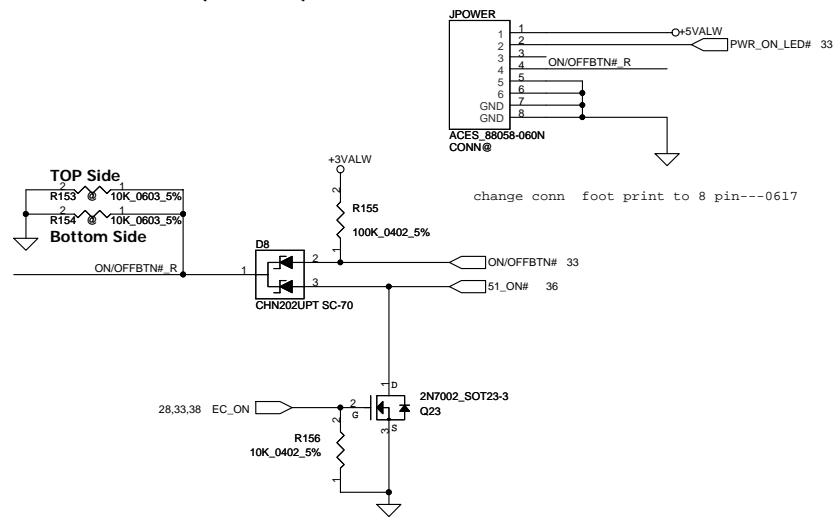 JPOWER
1 1 +5VALW
2 2 PWR_ON_LED# 33
3 3
4 4 ON/OFFBTN#_R
5 5
6 6
GND 7
GND 8
ACES_88058-060N
CONN@
change conn foot print to 8 pin---0617
+3VALW
TOP Side
2 1
R153 @ 10K_0603_5%
2 1
R154 @ 10K_0603_5%
Bottom Side
2
R155
100K_0402_5%
1
D8
ON/OFFBTN#_R 1
2 ON/OFFBTN# 33
3 51_ON# 36
CHN202UPT SC-70
1 D
2N7002_SOT23-3
28,33,38 EC_ON 2 G
Q23
3 S
2
R156
10K_0402_5%
1